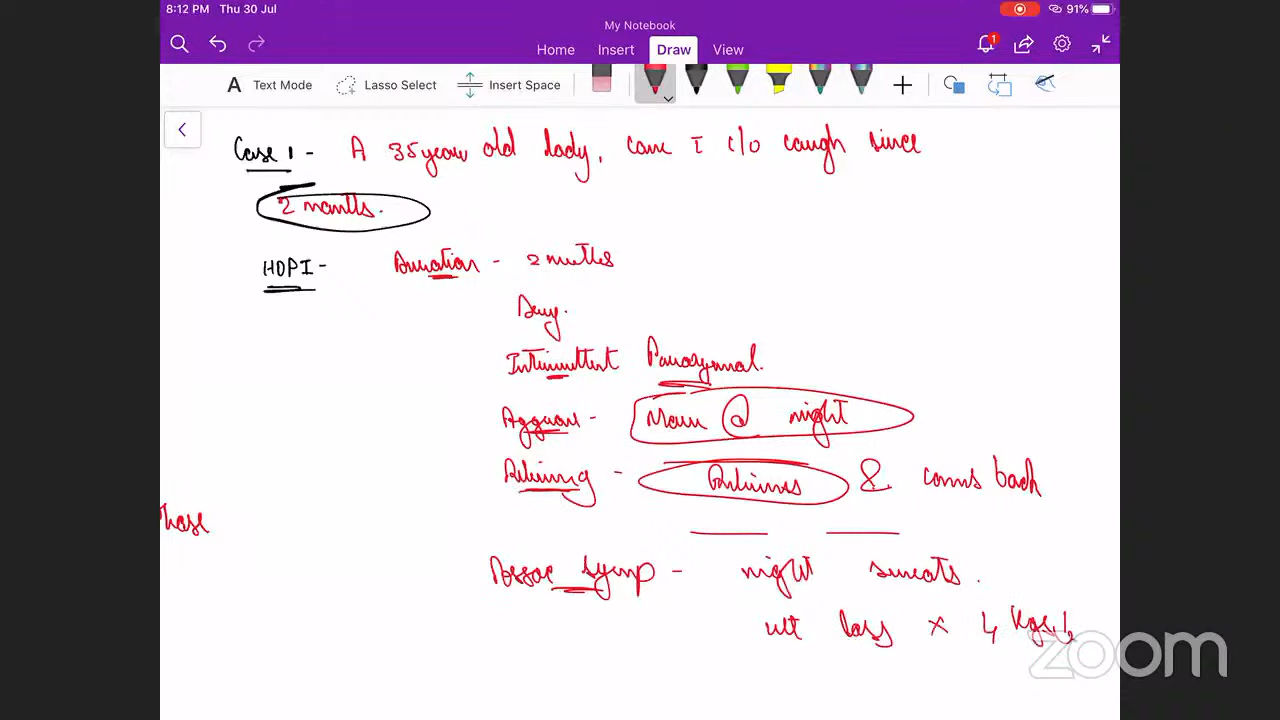 8:12 PM Thu 30 Jul
91%
My Notebook
Home Insert Draw View
1
A Text Mode Lasso Select Insert Space
Case 1 - A 35 year old lady, came c c/o cough since
2 months.
HOPI - Duration - 2 months
Dry.
Intermittent Paroxysmal.
Aggrav - More @ night
Relieving - Relieves & comes back
Assoc symp - night sweats.
wt loss x 4 kgs
zoom